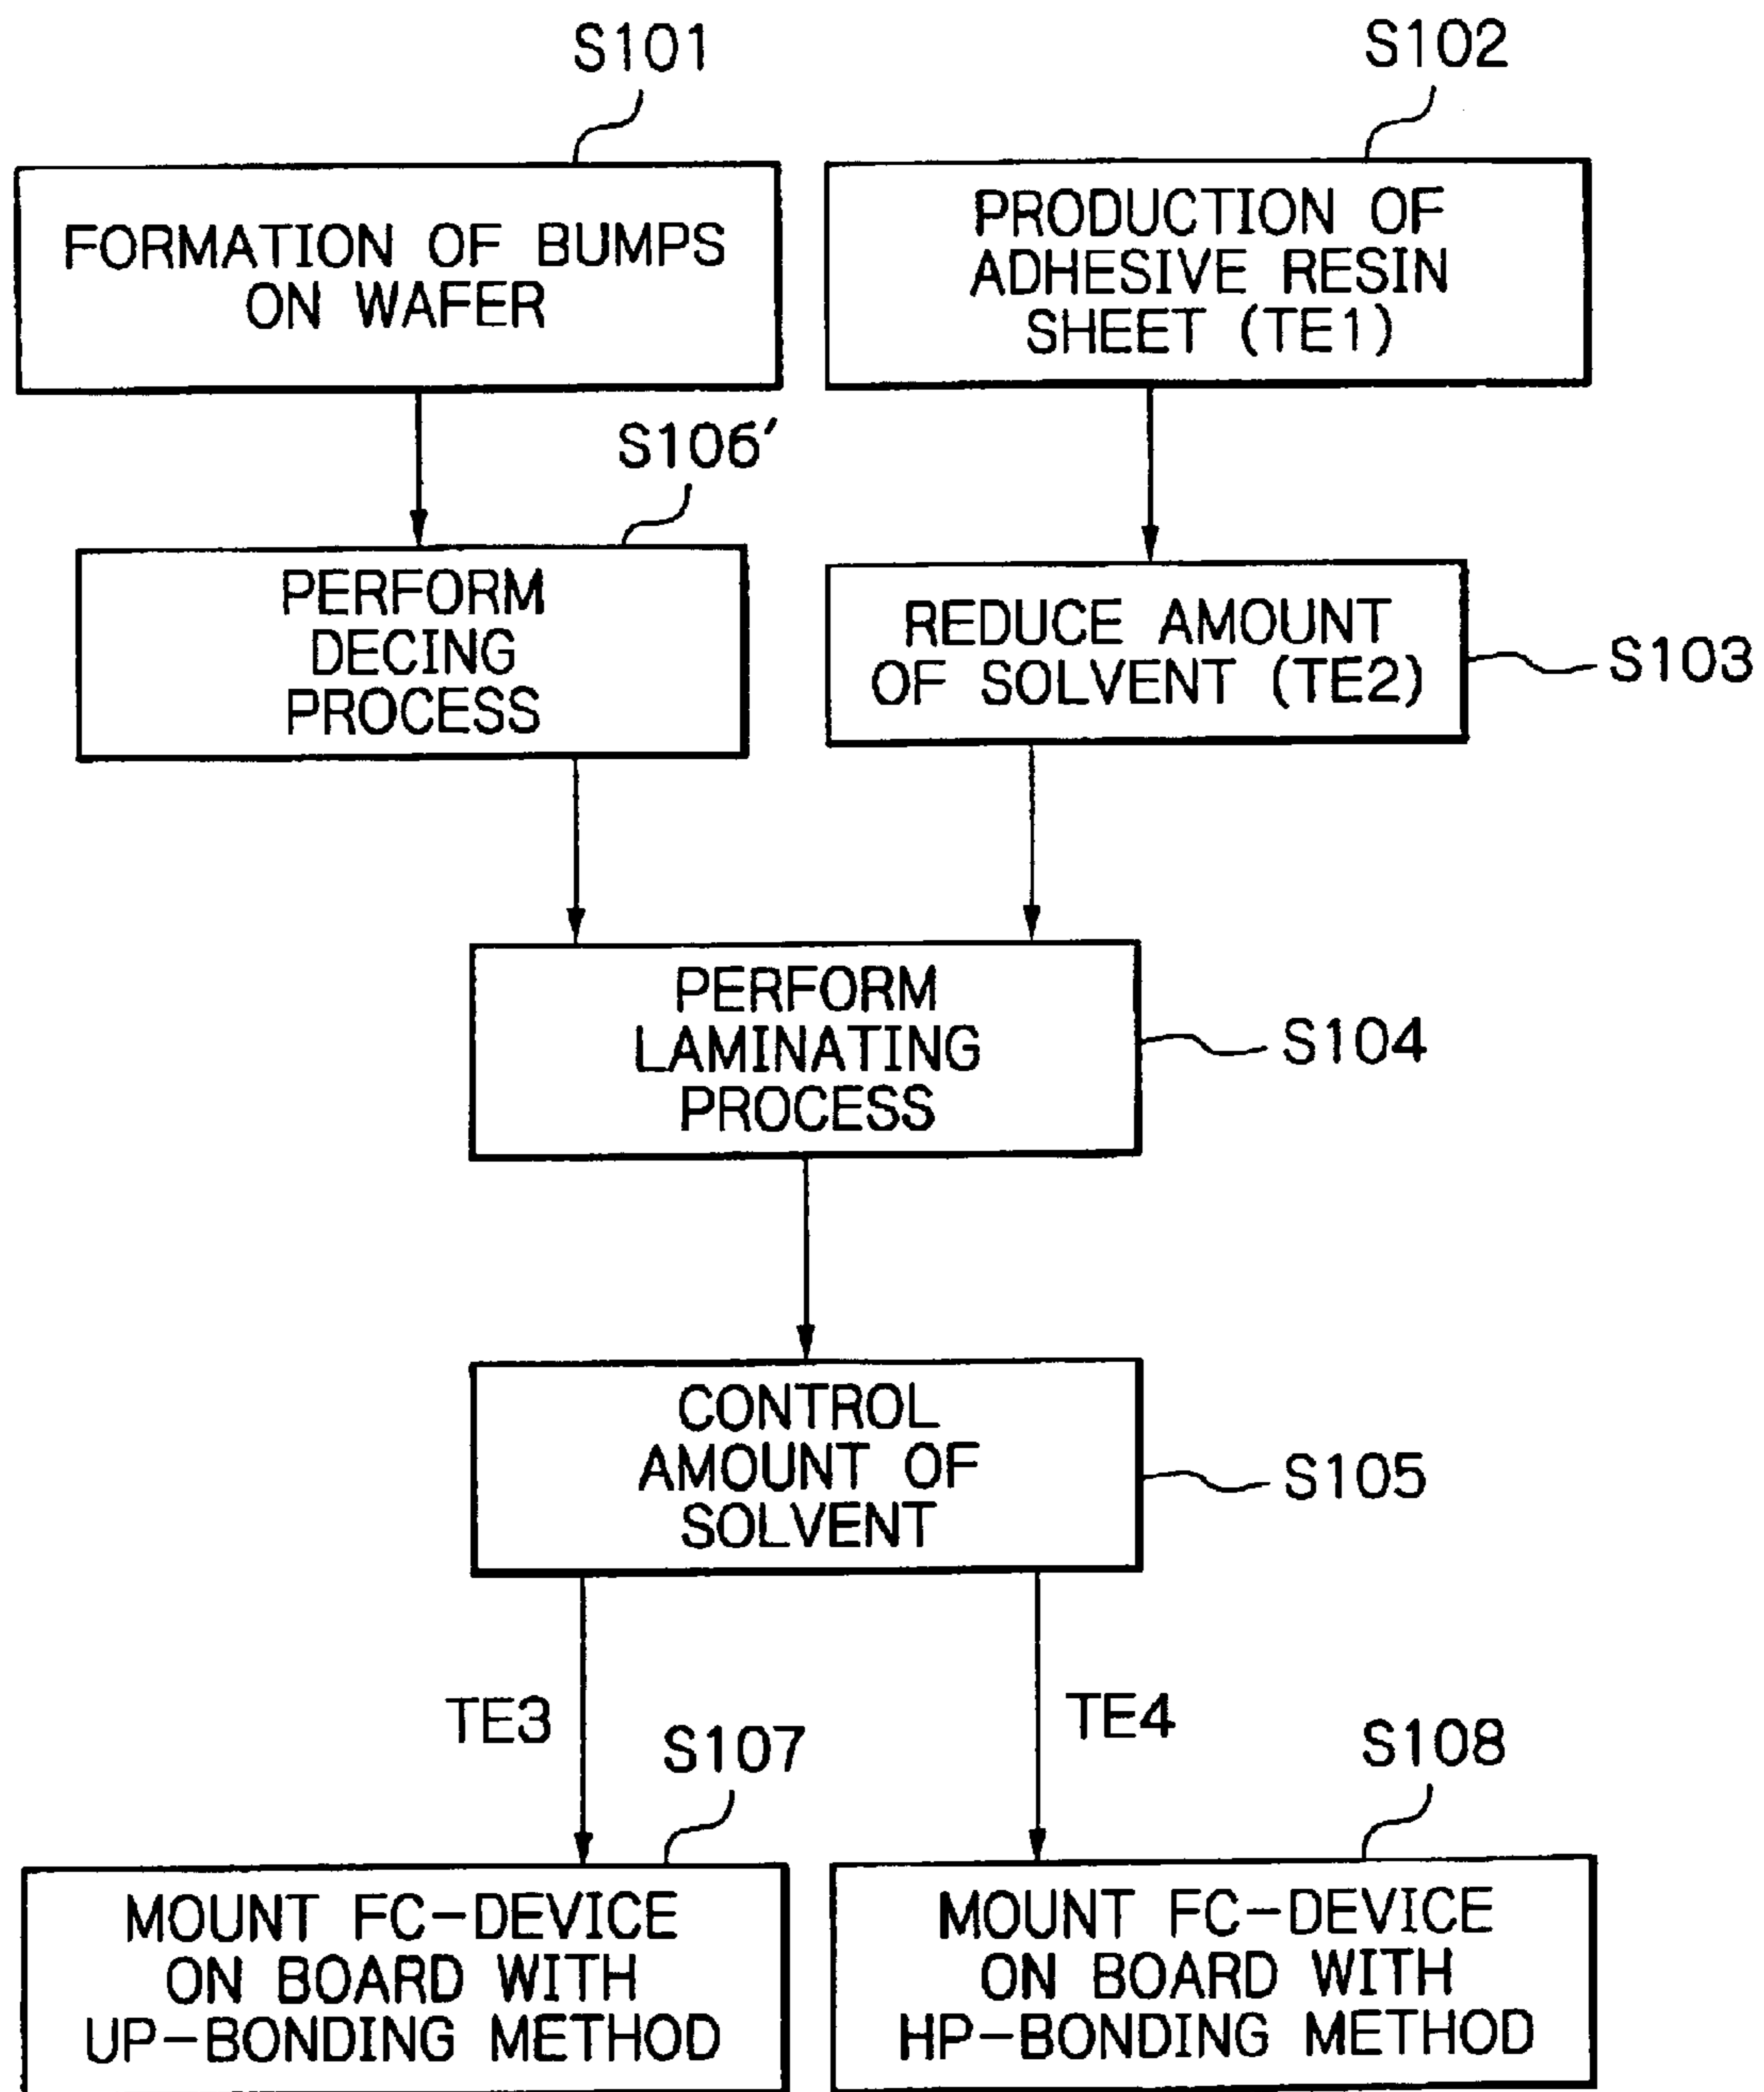 S101
S102
FORMATION OF BUMPS
ON WAFER
PRODUCTION OF
ADHESIVE RESIN
SHEET (TE1)
S106'
PERFORM
DECING
PROCESS
REDUCE AMOUNT
OF SOLVENT (TE2)
S103
PERFORM
LAMINATING
PROCESS
S104
CONTROL
AMOUNT OF
SOLVENT
S105
TE3
TE4
S107
S108
MOUNT FC-DEVICE
ON BOARD WITH
UP-BONDING METHOD
MOUNT FC-DEVICE
ON BOARD WITH
HP-BONDING METHOD